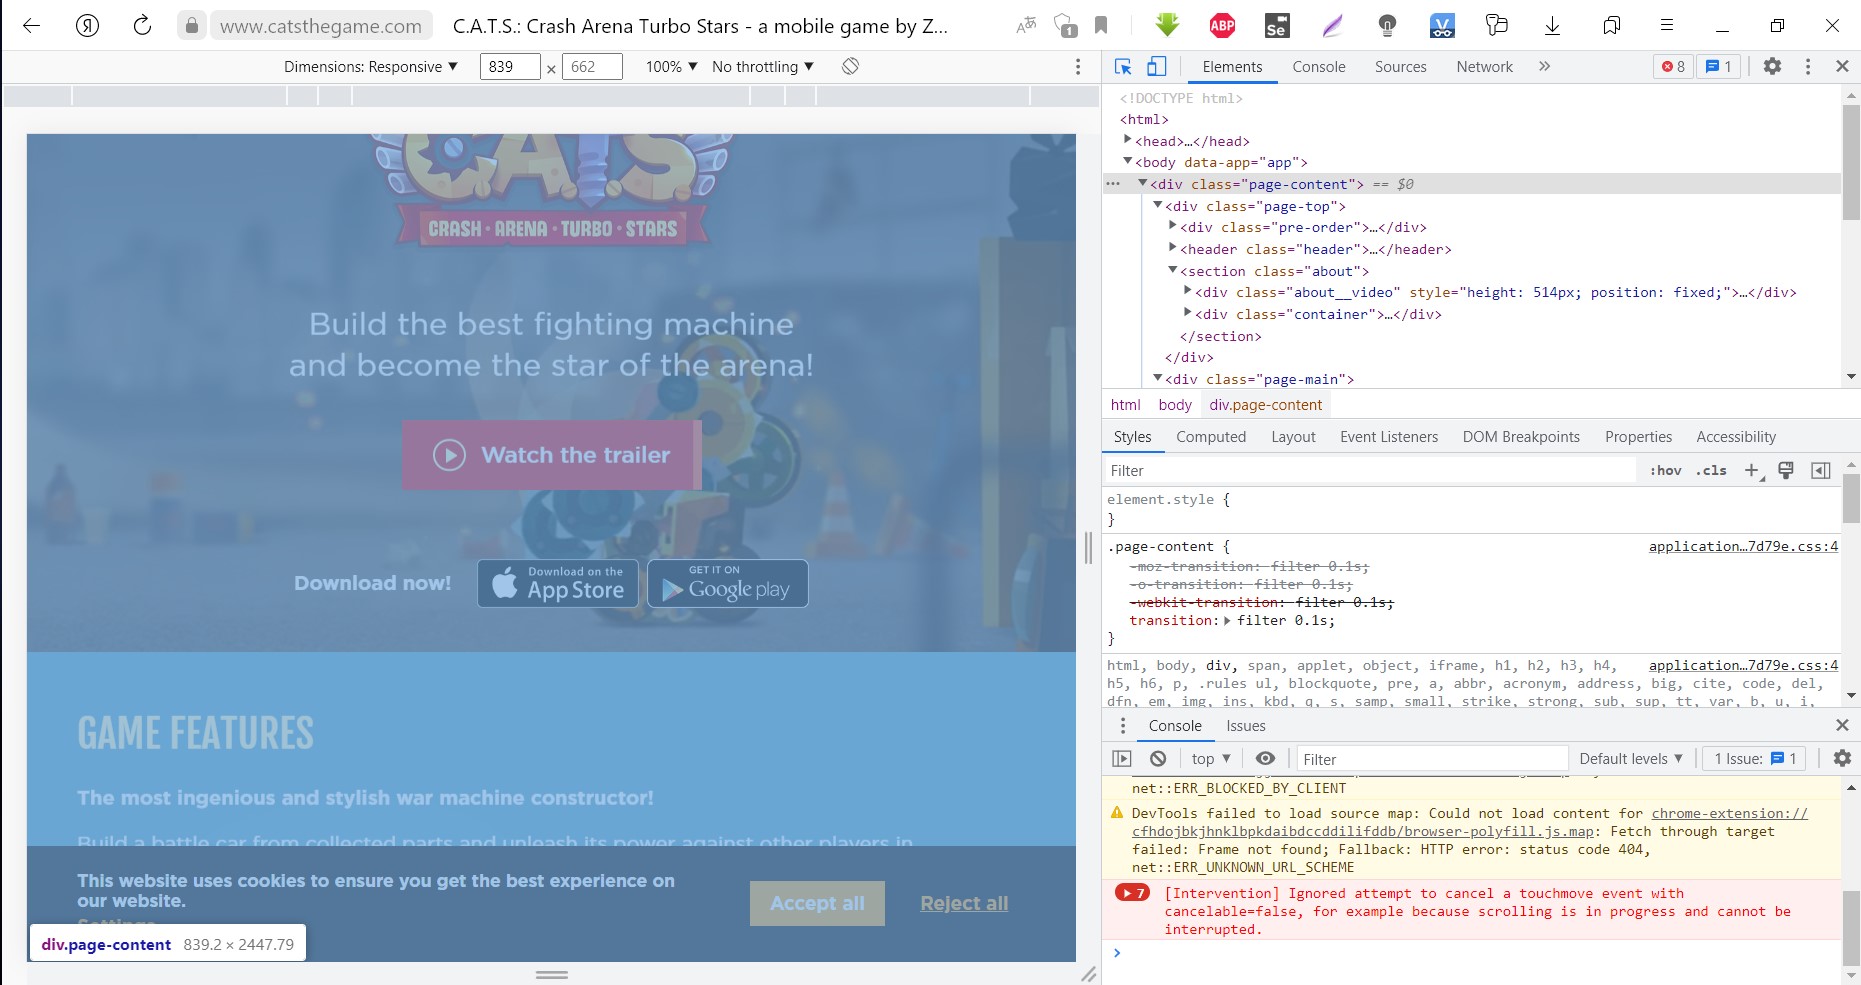 Я www.catsthegame.com C.A.T.S.: Crash Arena Turbo Stars - a mobile game by Z... 1 ABP Se
Dimensions: Responsive 839 × 662 100% No throttling
Elements Console Sources Network » 8 1
<!DOCTYPE html>
<html>
<head>…</head>
<body data-app="app">
··· <div class="page-content"> == $0
<div class="page-top">
<div class="pre-order">…</div>
<header class="header">…</header>
<section class="about">
<div class="about__video" style="height: 514px; position: fixed;">…</div>
<div class="container">…</div>
</section>
</div>
<div class="page-main">
html body div.page-content
Styles Computed Layout Event Listeners DOM Breakpoints Properties Accessibility
Filter :hov .cls +
element.style {
}
.page-content { application…7d79e.css:4
-moz-transition: filter 0.1s;
-o-transition: filter 0.1s;
-webkit-transition: filter 0.1s;
transition: filter 0.1s;
}
html, body, div, span, applet, object, iframe, h1, h2, h3, h4, application…7d79e.css:4
h5, h6, p, .rules ul, blockquote, pre, a, abbr, acronym, address, big, cite, code, del,
dfn, em, img, ins, kbd, q, s, samp, small, strike, strong, sub, sup, tt, var, b, u, i,
Console Issues
top Filter Default levels 1 Issue: 1
net::ERR_BLOCKED_BY_CLIENT
DevTools failed to load source map: Could not load content for chrome-extension://
cfhdojbkjhnklbpkdaibdccddilifddb/browser-polyfill.js.map: Fetch through target
failed: Frame not found; Fallback: HTTP error: status code 404,
net::ERR_UNKNOWN_URL_SCHEME
7 [Intervention] Ignored attempt to cancel a touchmove event with
cancelable=false, for example because scrolling is in progress and cannot be
interrupted.
CATS
CRASH · ARENA · TURBO · STARS
Build the best fighting machine
and become the star of the arena!
Watch the trailer
Download now!
Download on the
App Store
GET IT ON
Google play
GAME FEATURES
The most ingenious and stylish war machine constructor!
Build a battle car from collected parts and unleash its power against other players in
This website uses cookies to ensure you get the best experience on
our website.
Settings
Accept all Reject all
div.page-content 839.2 × 2447.79